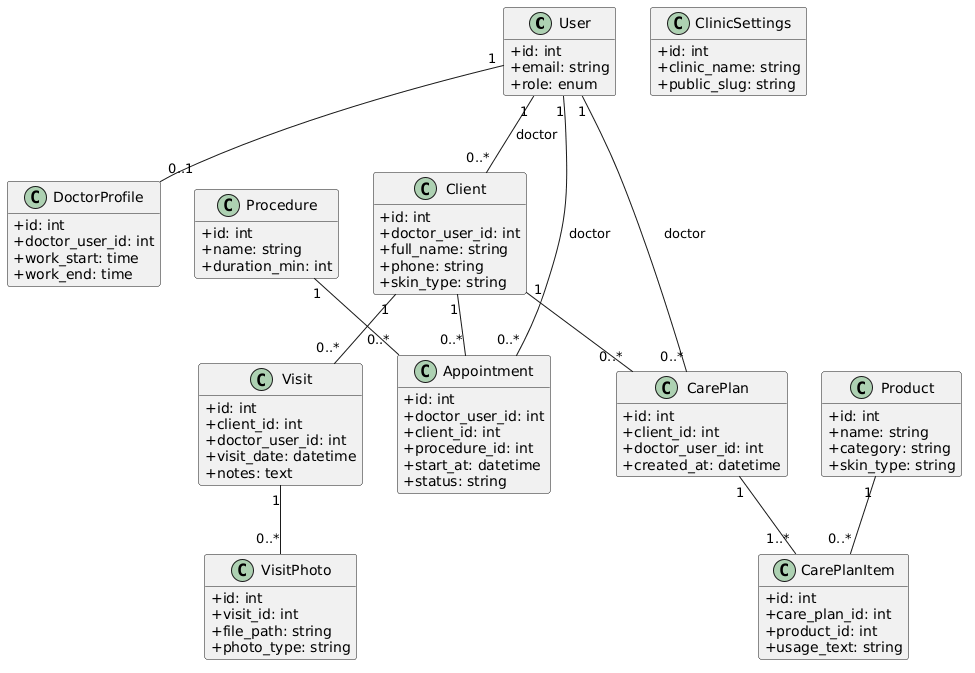 C User
+id: int
+email: string
+role: enum
C ClinicSettings
+id: int
+clinic_name: string
+public_slug: string
1
1
1
1
doctor
0..*
0..1
C DoctorProfile
+id: int
+doctor_user_id: int
+work_start: time
+work_end: time
C Procedure
+id: int
+name: string
+duration_min: int
C Client
+id: int
+doctor_user_id: int
+full_name: string
+phone: string
+skin_type: string
doctor
doctor
1
1
1
1
0..*
0..*
0..*
0..*
0..*
0..*
C Visit
+id: int
+client_id: int
+doctor_user_id: int
+visit_date: datetime
+notes: text
C Appointment
+id: int
+doctor_user_id: int
+client_id: int
+procedure_id: int
+start_at: datetime
+status: string
C CarePlan
+id: int
+client_id: int
+doctor_user_id: int
+created_at: datetime
C Product
+id: int
+name: string
+category: string
+skin_type: string
1
1
1
0..*
1..*
0..*
C VisitPhoto
+id: int
+visit_id: int
+file_path: string
+photo_type: string
C CarePlanItem
+id: int
+care_plan_id: int
+product_id: int
+usage_text: string